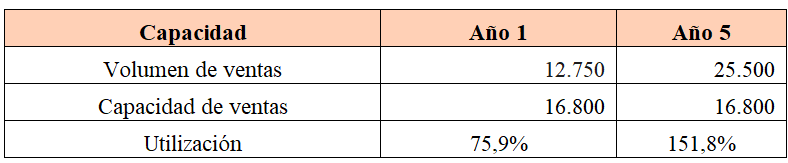 Capacidad Año 1 Año 5
Volumen de ventas 12.750 25.500
Capacidad de ventas 16.800 16.800
Utilización 75,9% 151,8%